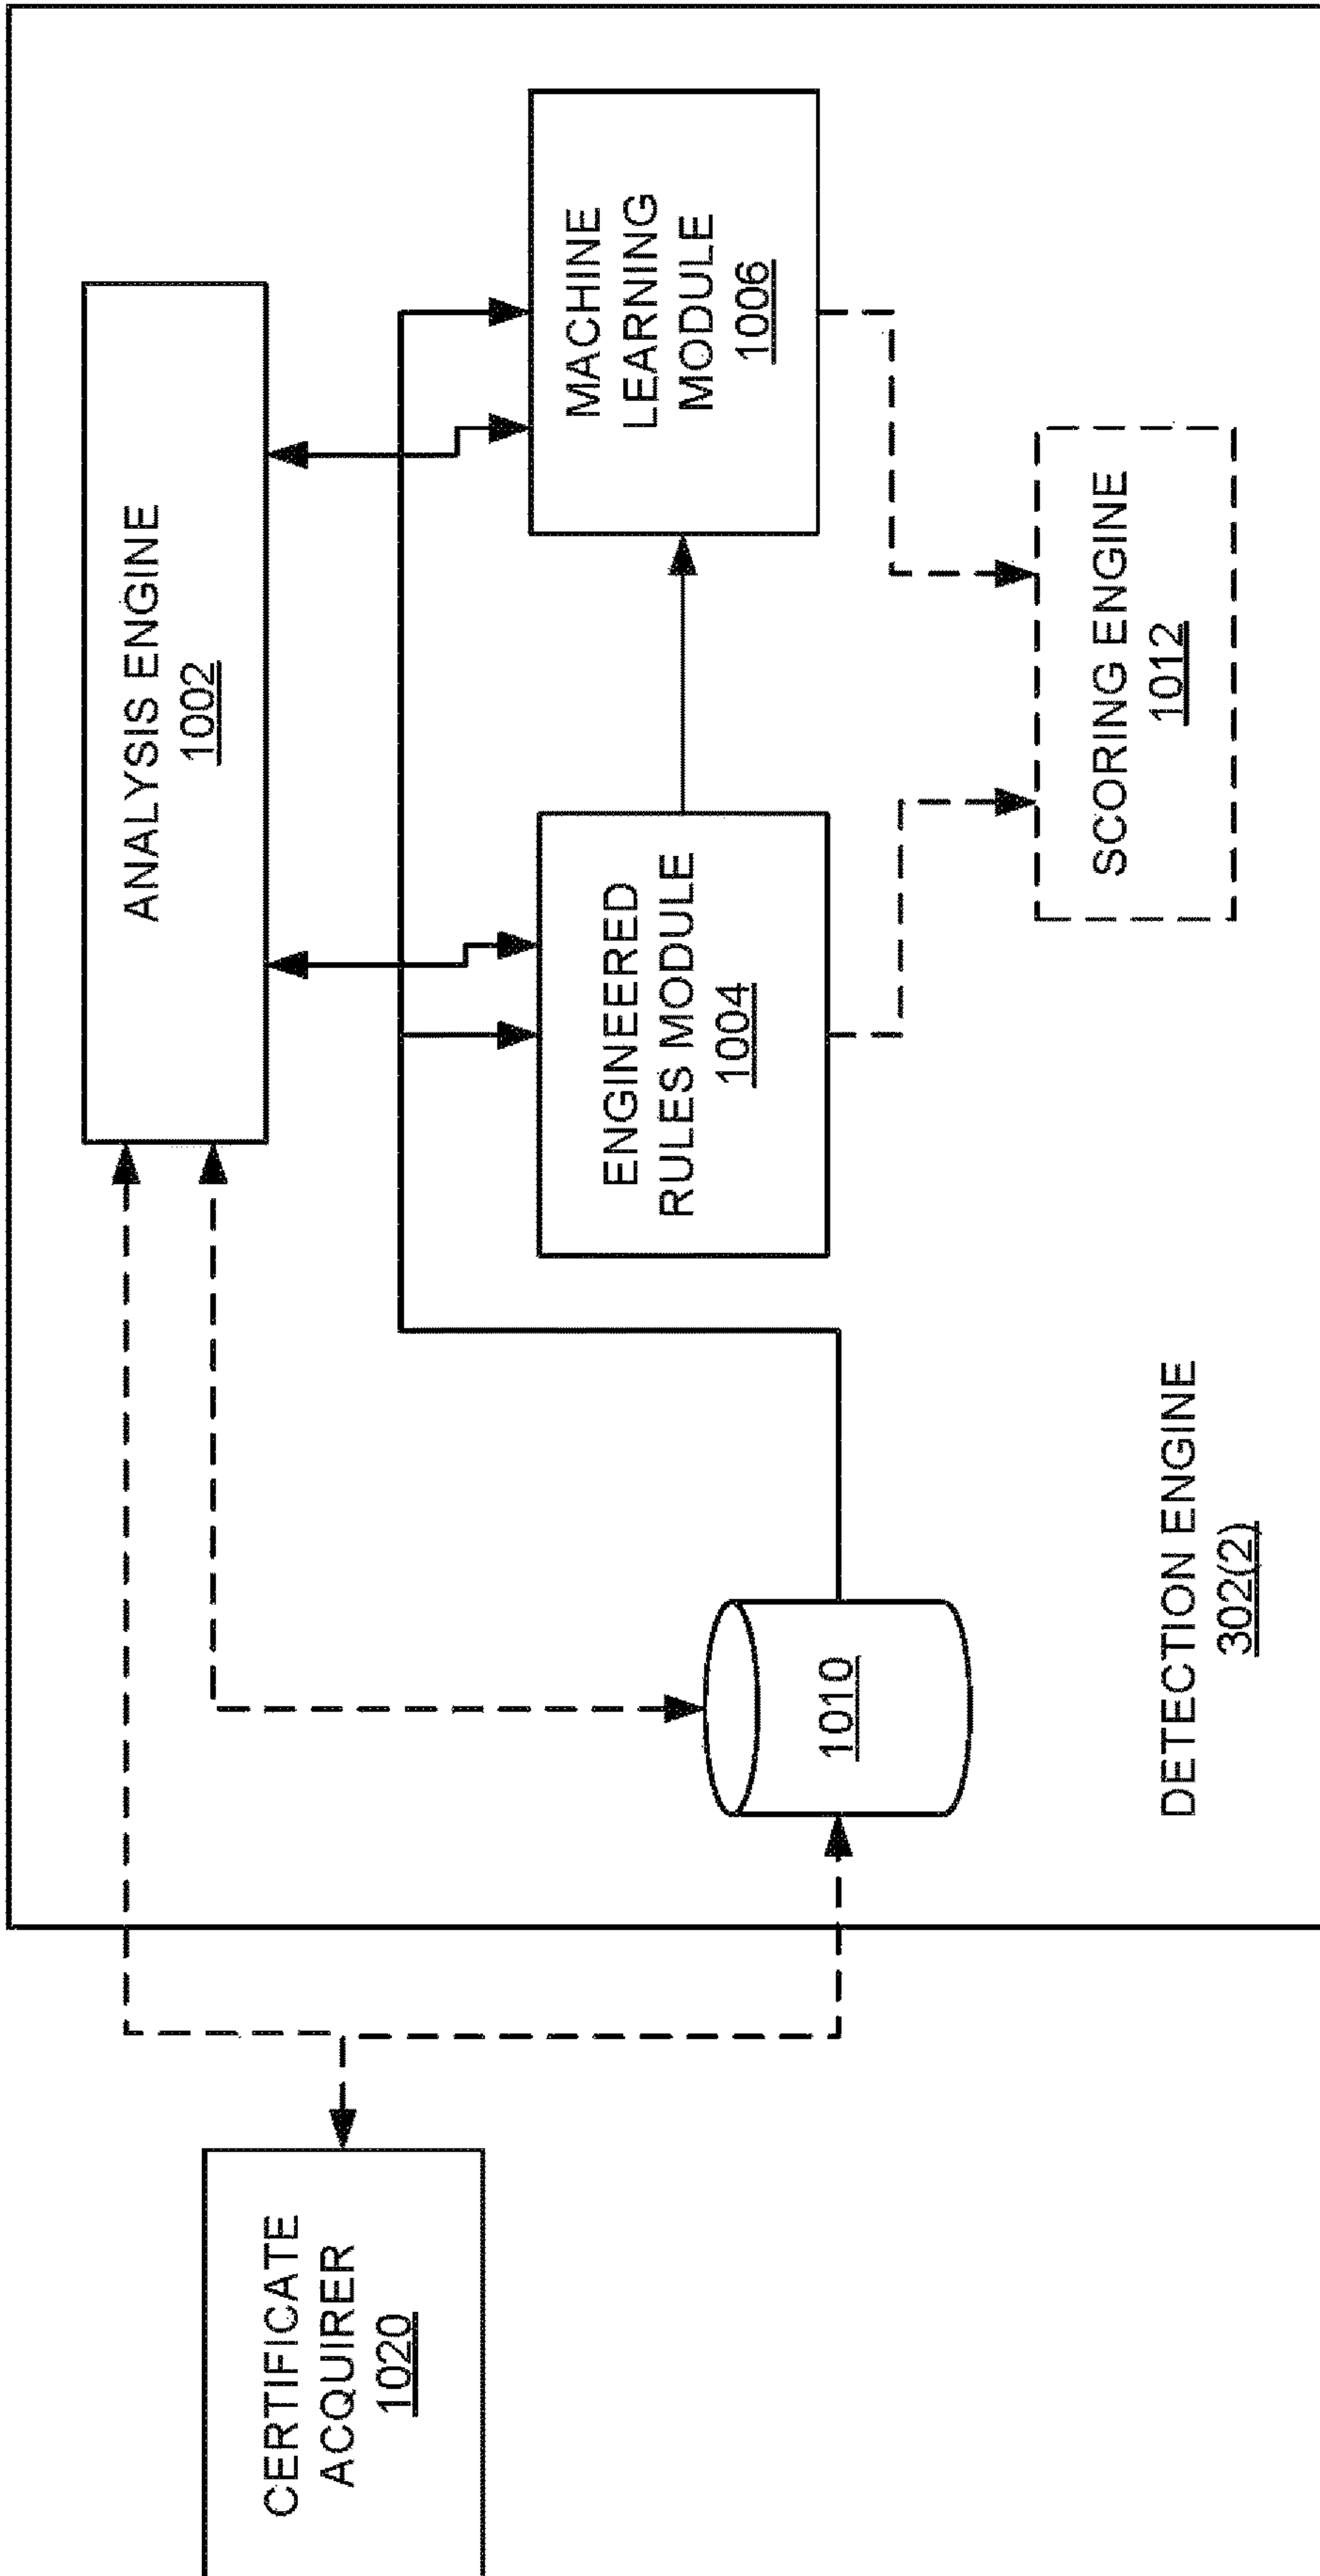 CERTIFICATE
ACQUIRER
1020
ANALYSIS ENGINE
1002
ENGINEERED
RULES MODULE
1004
MACHINE
LEARNING
MODULE
1006
1010
SCORING ENGINE
1012
DETECTION ENGINE
302(2)